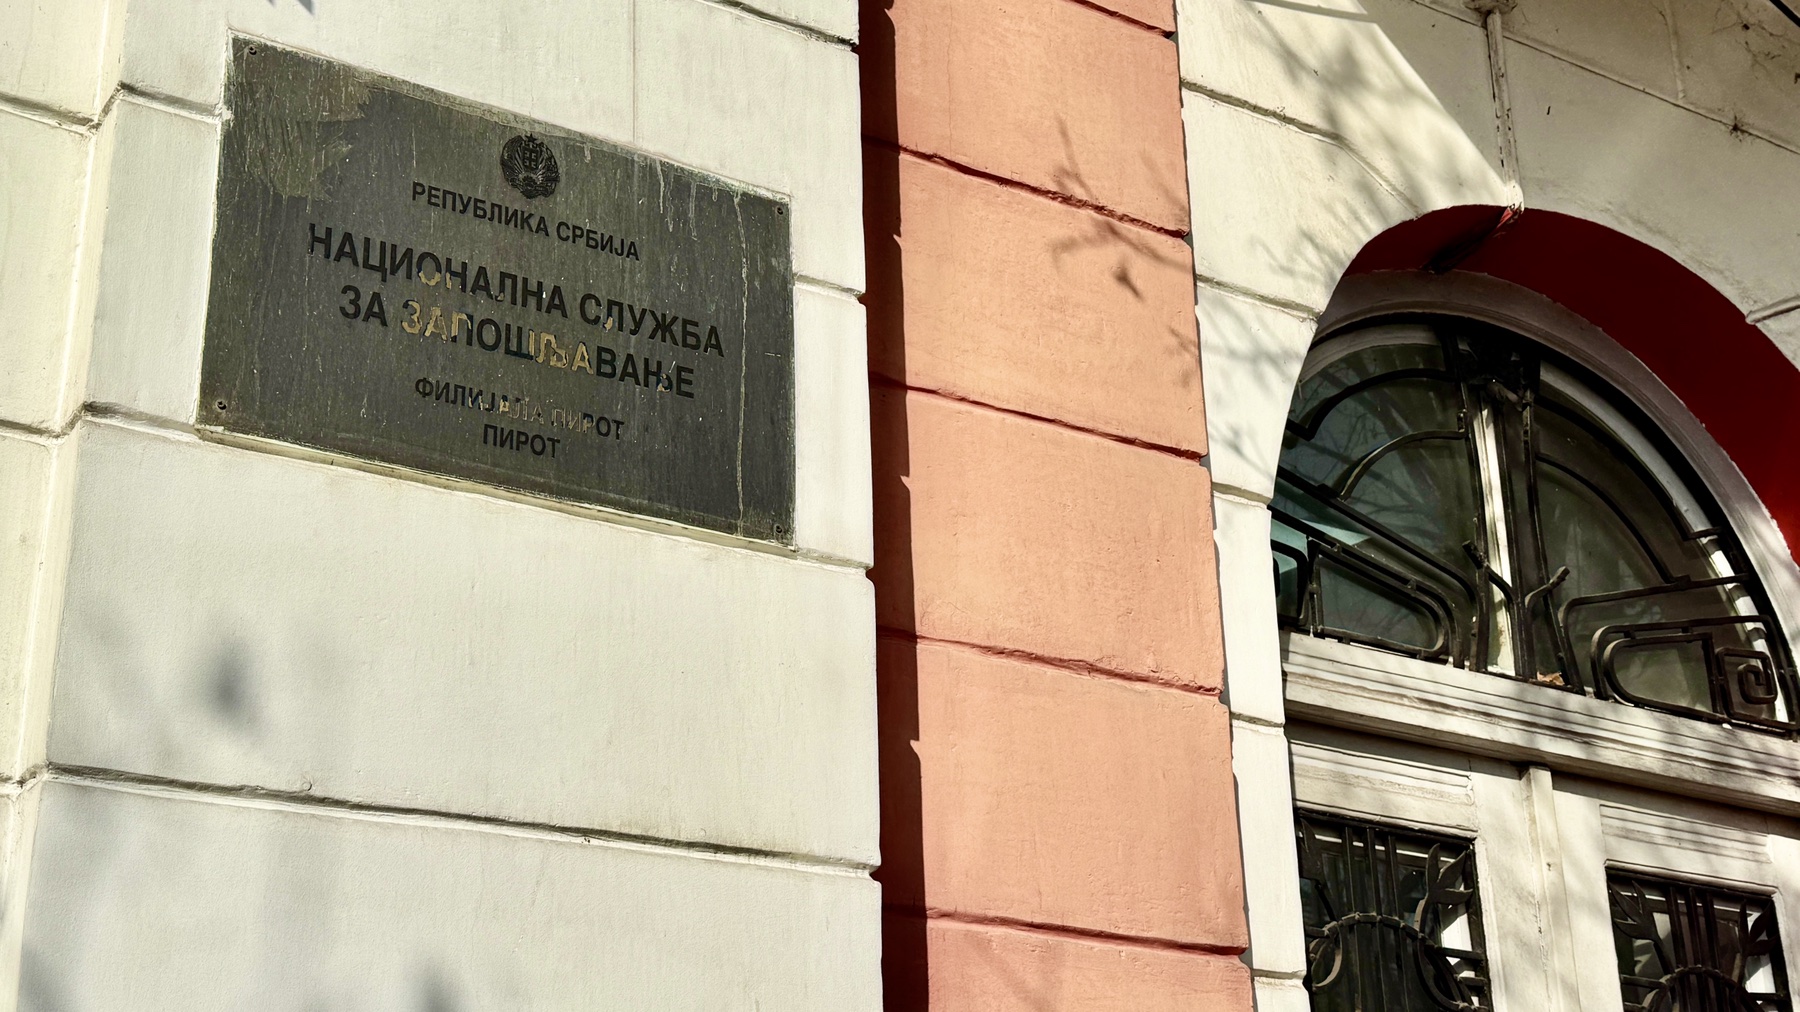 РЕПУБЛИКА СРБИЈА
НАЦИОНАЛНА СЛУЖБА
ЗА ЗАПОШЉАВАЊЕ
ФИЛИЈАЛА ПИРОТ
ПИРОТ